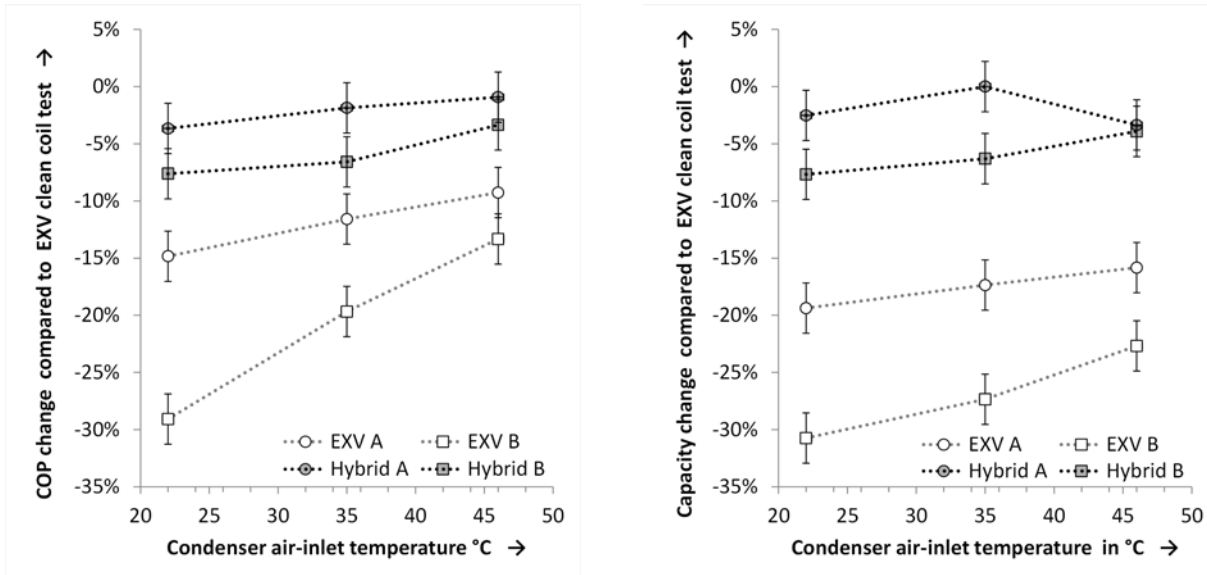 COP change compared to EXV clean coil test →
5%
0%
-5%
-10%
-15%
-20%
-25%
-30%
-35%
EXV A EXV B
Hybrid A Hybrid B
20 25 30 35 40 45 50
Condenser air-inlet temperature °C →
Capacity change compared to EXV clean coil test →
5%
0%
-5%
-10%
-15%
-20%
-25%
-30%
-35%
EXV A EXV B
Hybrid A Hybrid B
20 25 30 35 40 45 50
Condenser air-inlet temperature in °C →